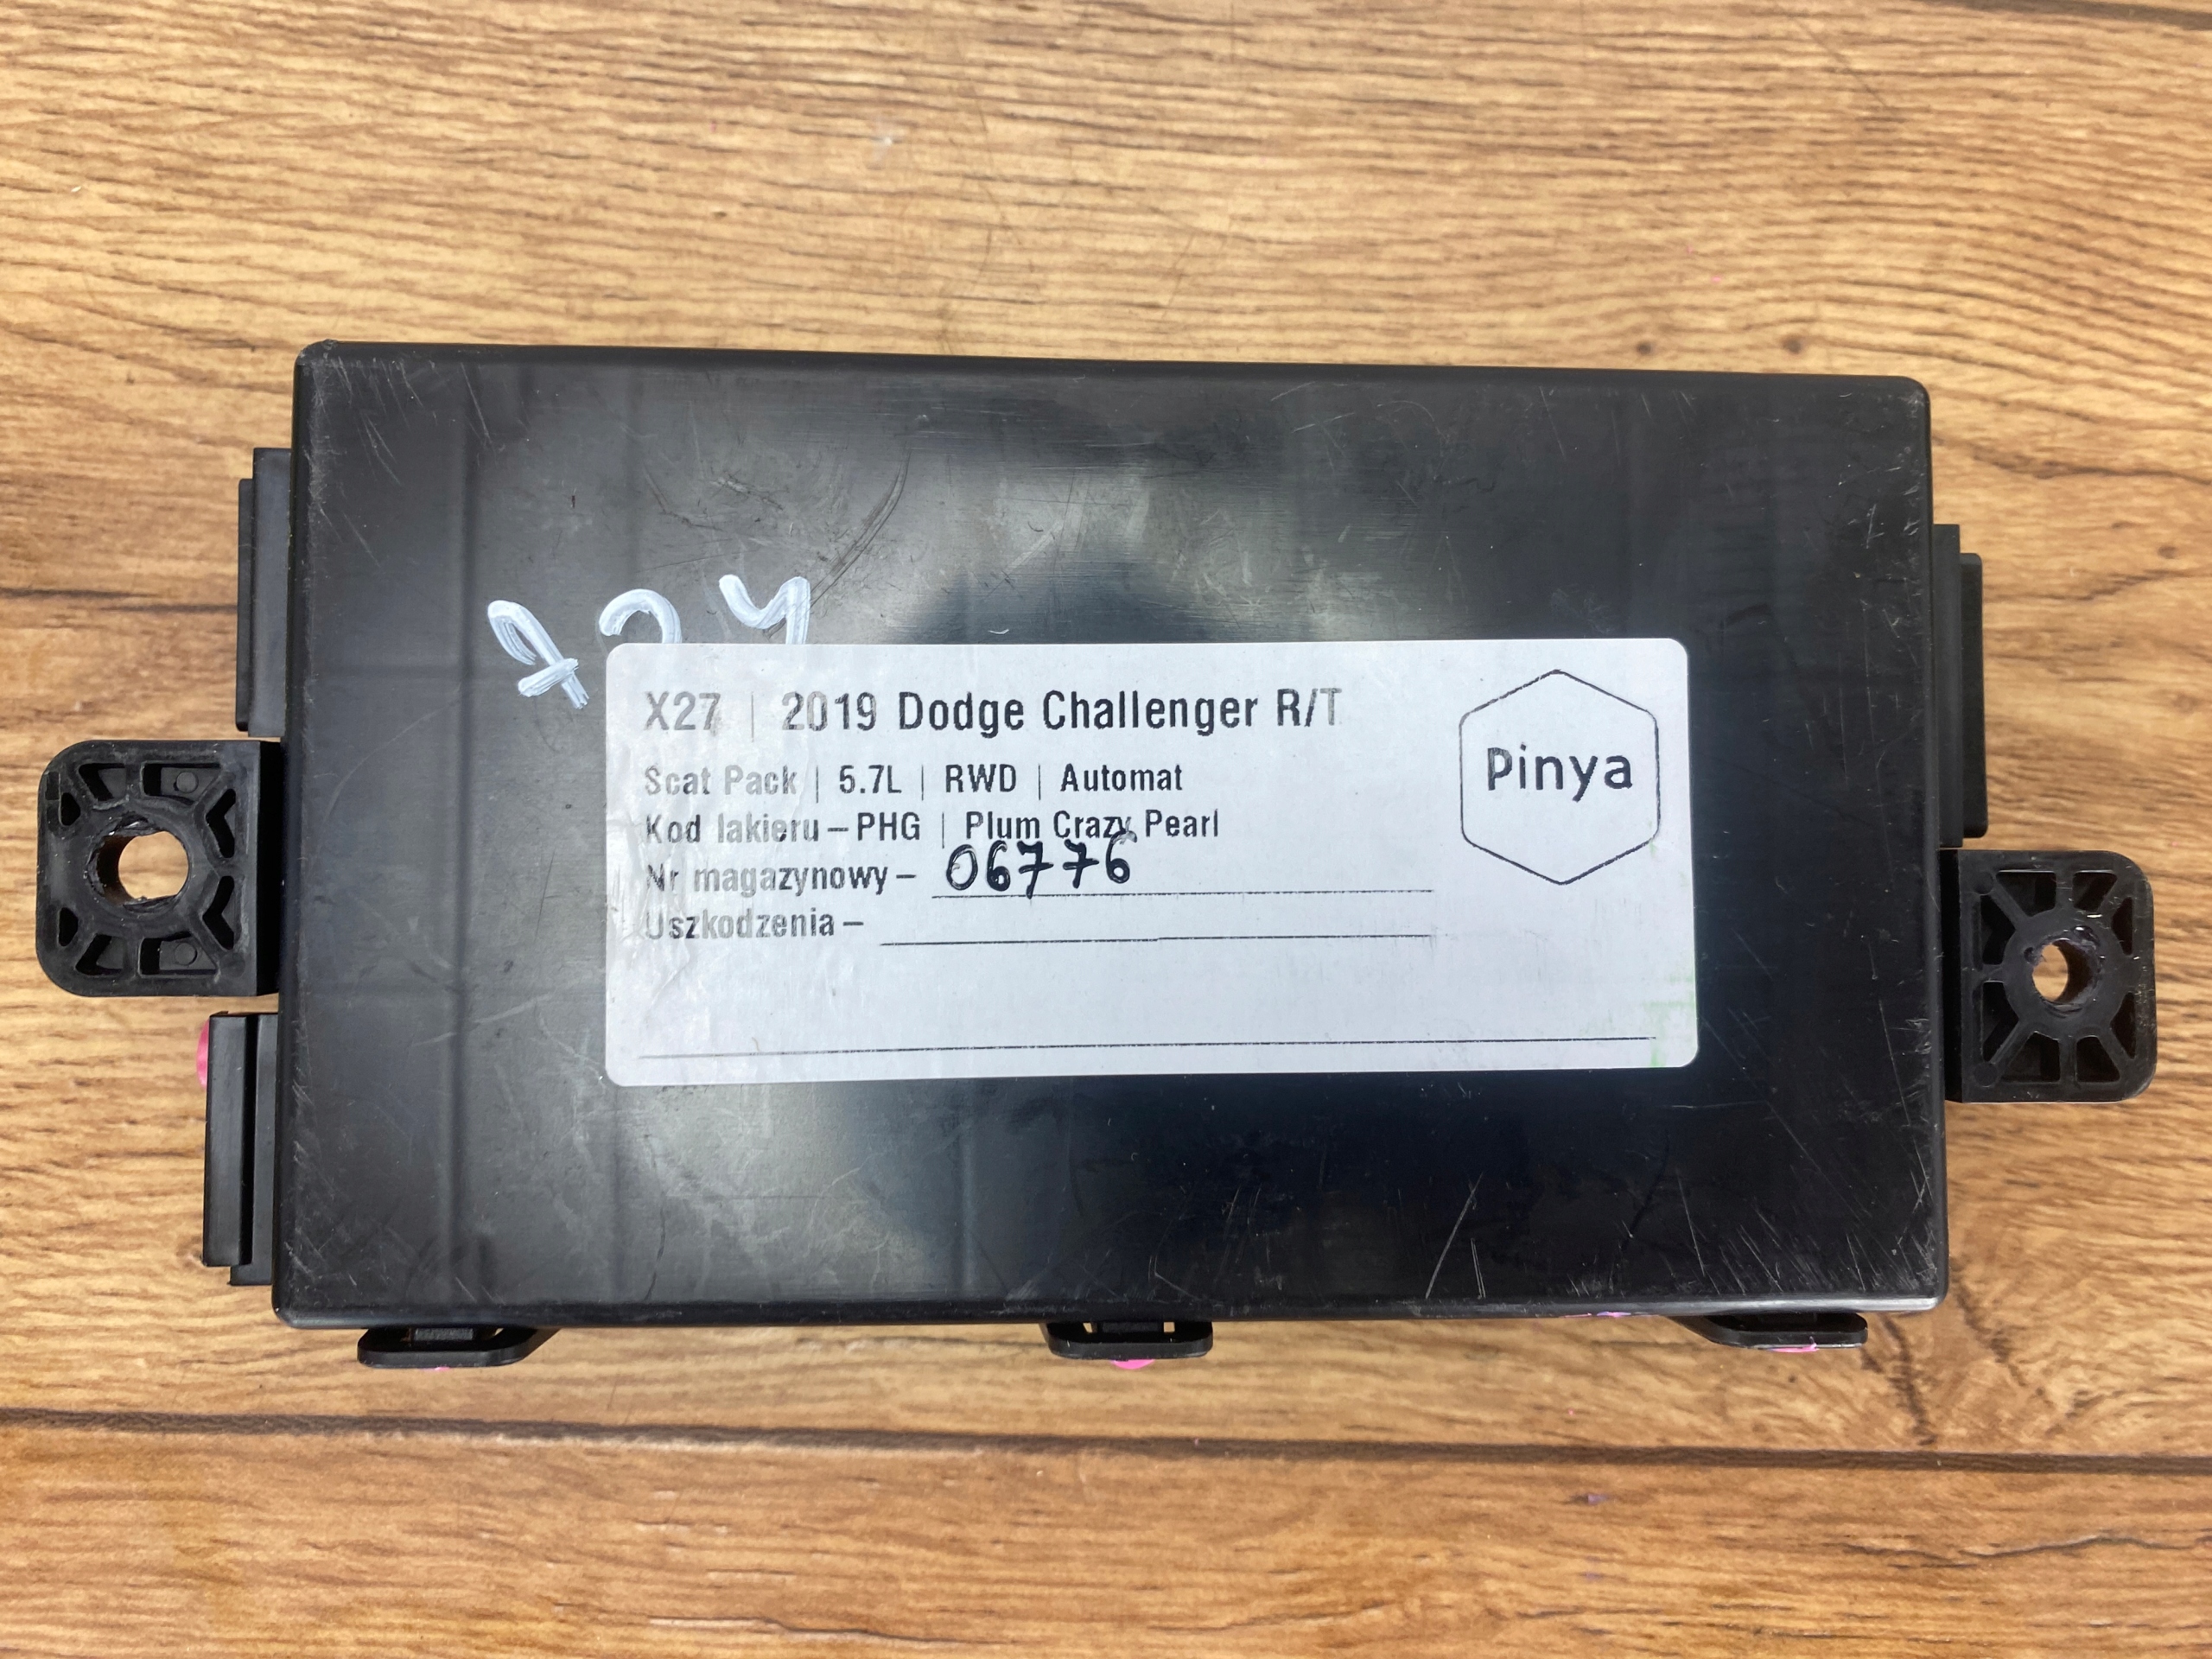 X27 | 2019 Dodge Challenger R/T
Scat Pack | 5.7L | RWD | Automat
Kod lakieru – PHG | Plum Crazy Pearl
Nr magazynowy – 06776
Uszkodzenia –
Pinya